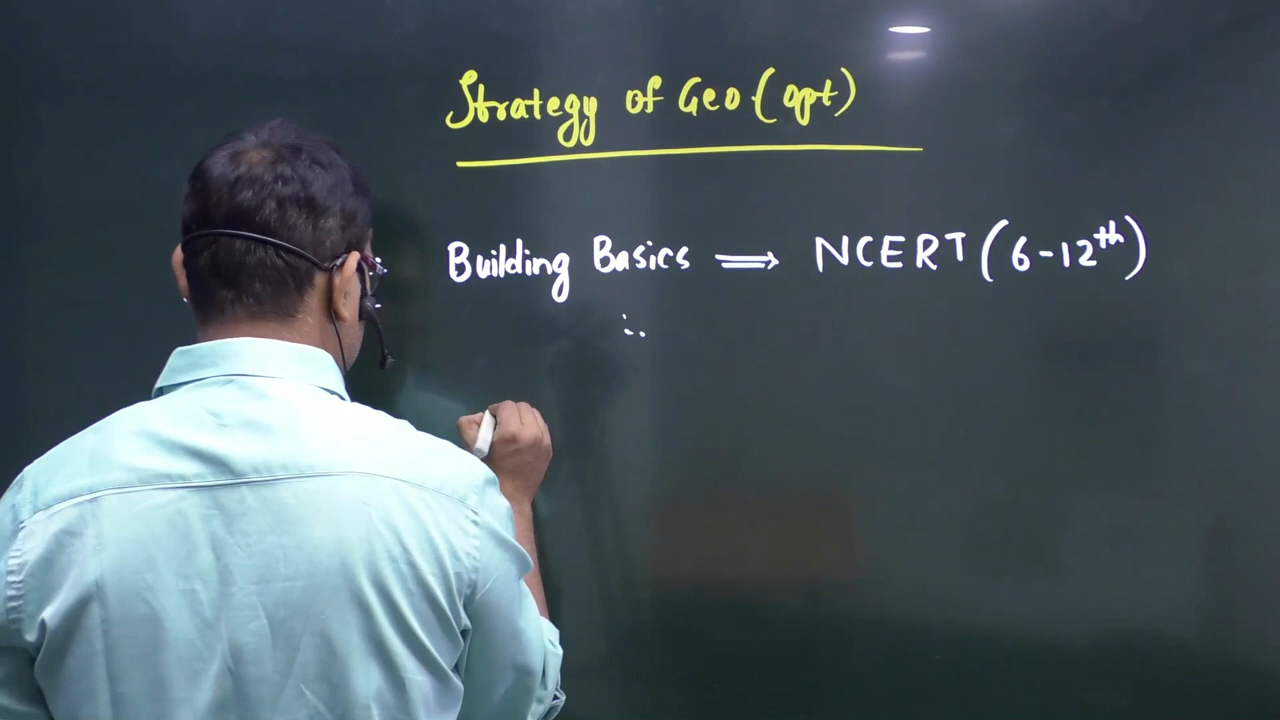 Strategy of Geo (opt)
Building Basics ⟹ NCERT (6-12th)